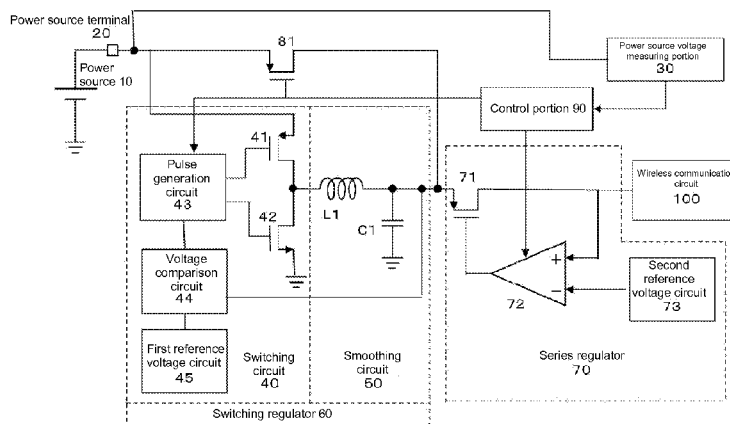 Power source terminal
20
Power
source 10
81
Power source voltage
measuring portion
30
Control portion 90
41
Pulse
generation
circuit
43
42
L1
C1
71
Wireless communication
circuit
100
Voltage
comparison
circuit
44
+
−
72
Second
reference
voltage circuit
73
First reference
voltage circuit
45
Switching
circuit
40
Smoothing
circuit
50
Series regulator
70
Switching regulator 60